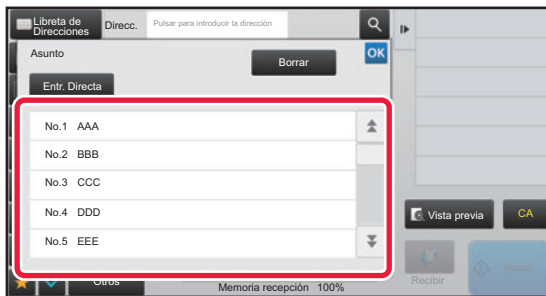 Libreta de
Direcciones
Direcc.
Pulsar para introducir la dirección
Asunto
Borrar
OK
Entr. Directa
No.1 AAA
No.2 BBB
No.3 CCC
No.4 DDD
No.5 EEE
Vista previa
CA
Otros
Memoria recepción 100%
Recibir
Iniciar